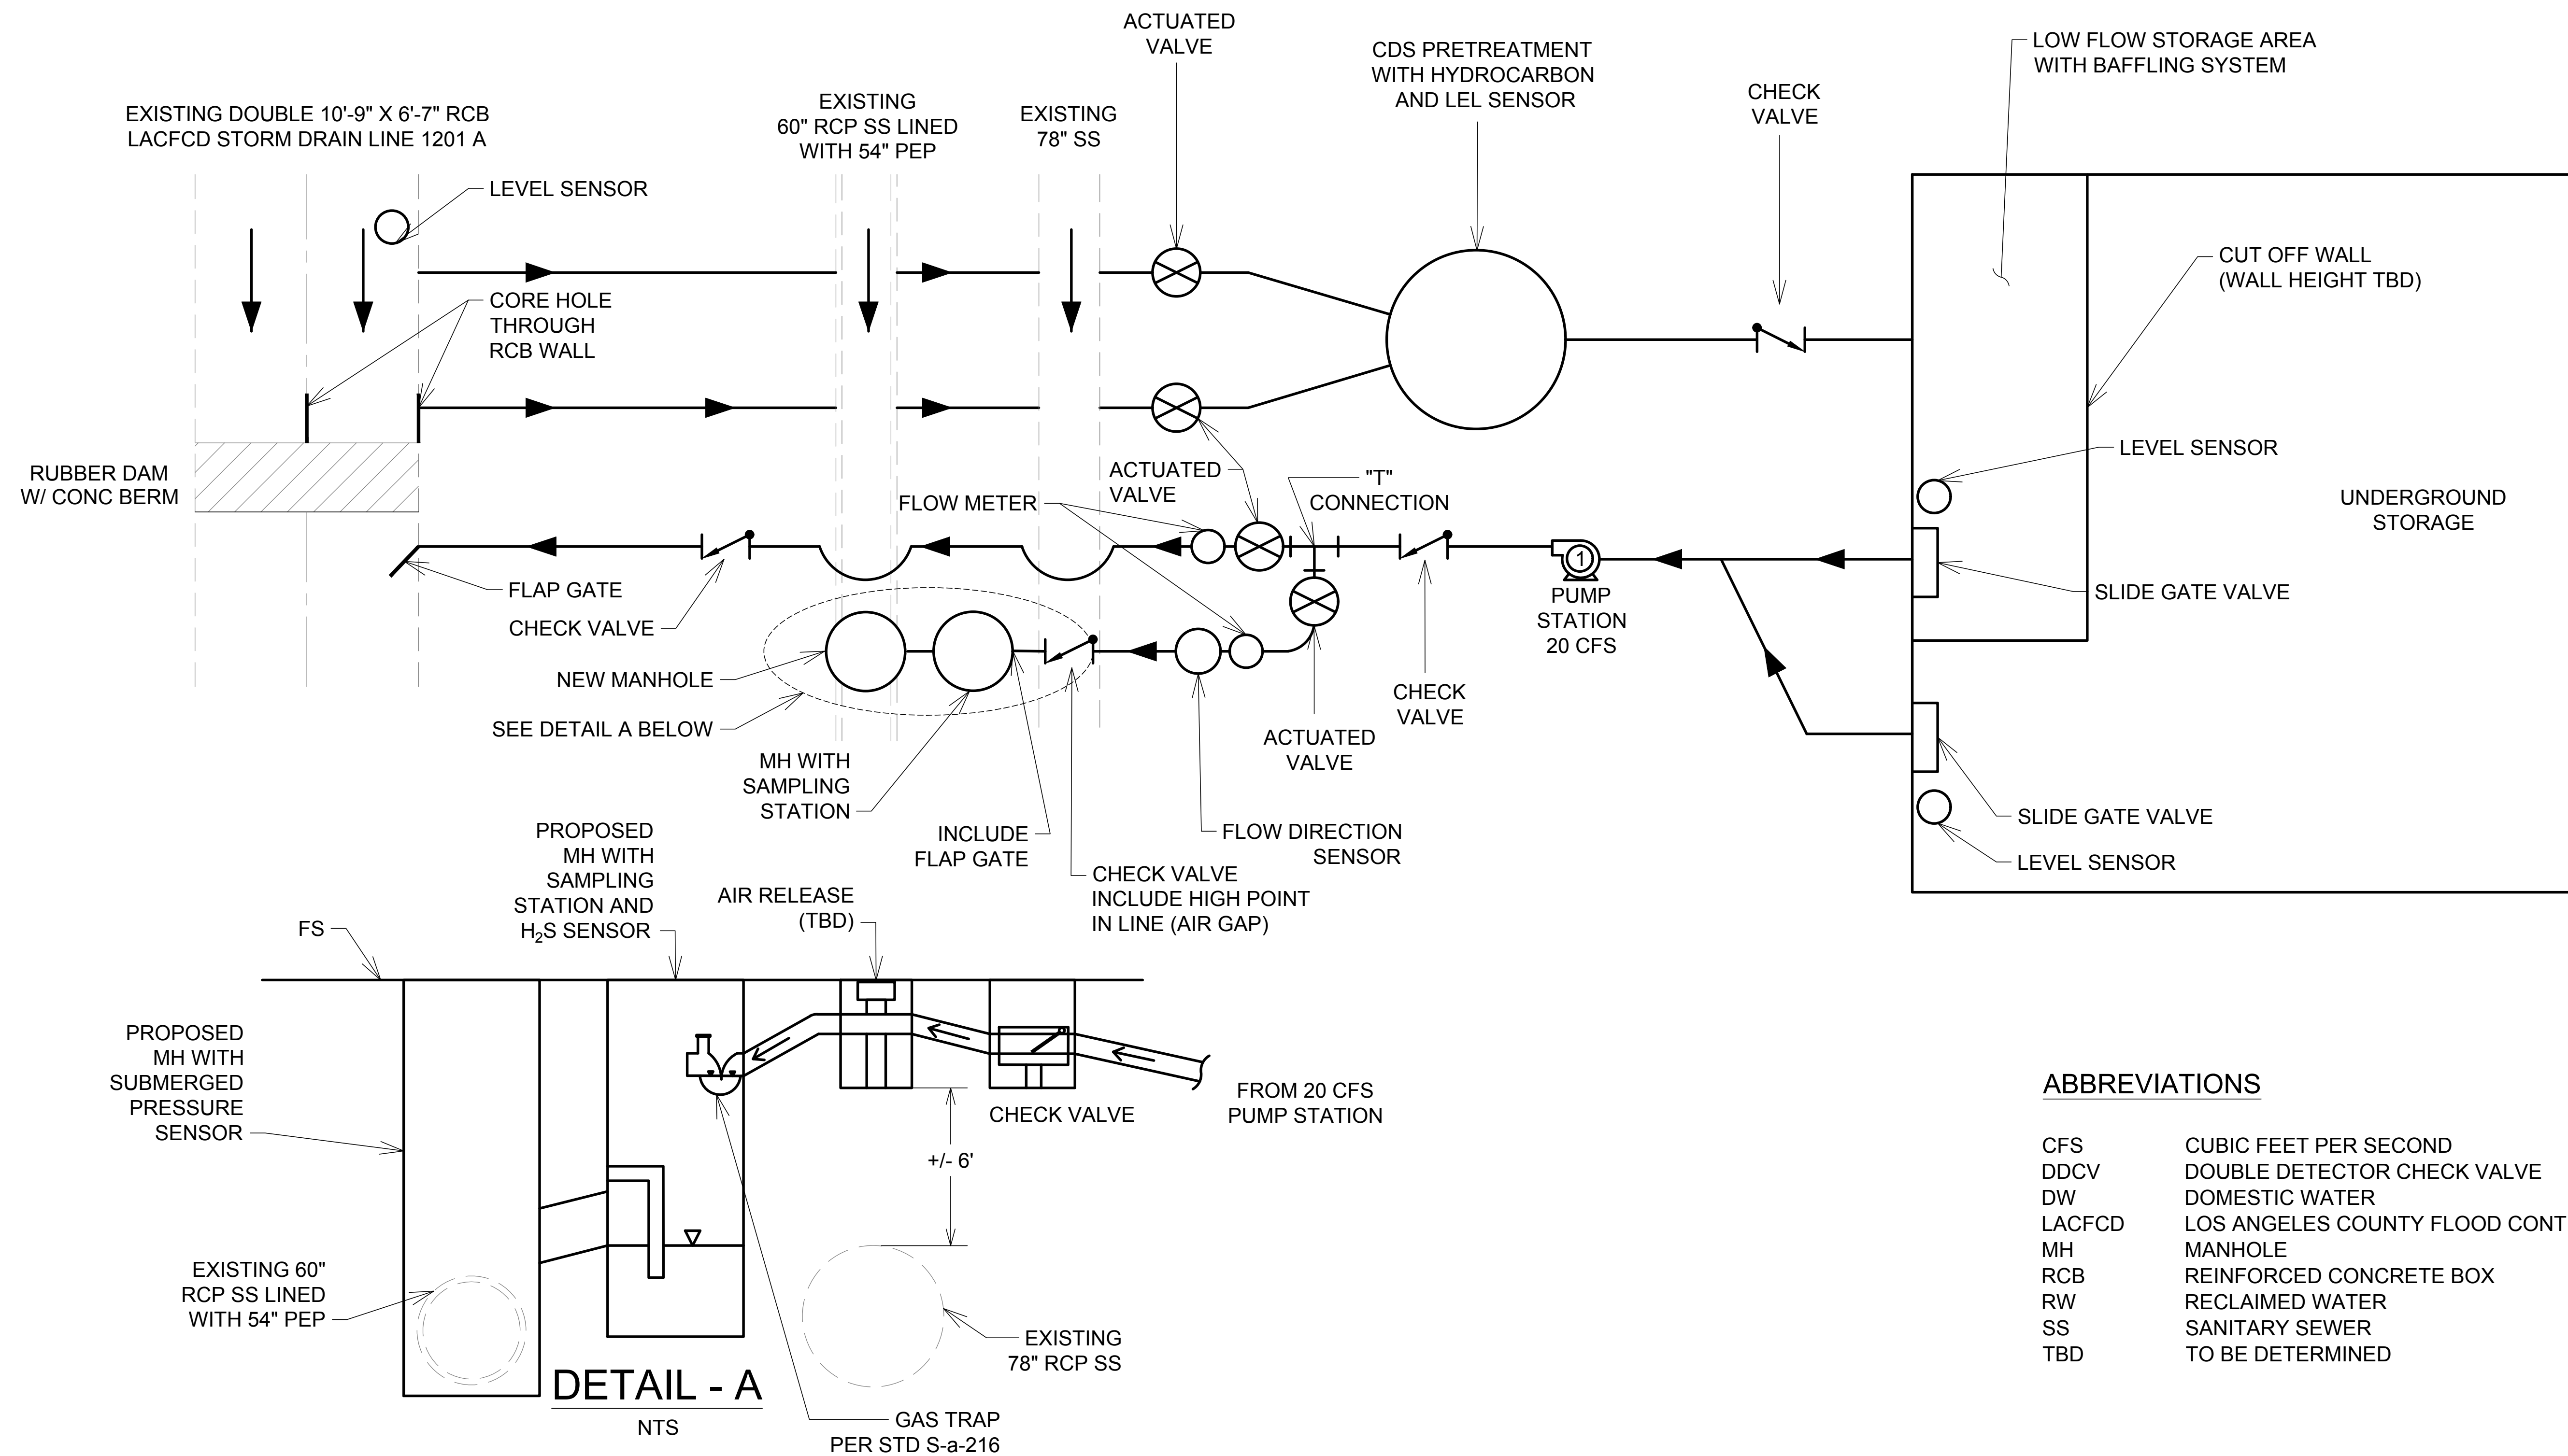 ACTUATED
VALVE
CDS PRETREATMENT
WITH HYDROCARBON
AND LEL SENSOR
LOW FLOW STORAGE AREA
WITH BAFFLING SYSTEM
CHECK
VALVE
EXISTING DOUBLE 10'-9" X 6'-7" RCB
LACFCD STORM DRAIN LINE 1201 A
EXISTING
60" RCP SS LINED
WITH 54" PEP
EXISTING
78" SS
LEVEL SENSOR
CORE HOLE
THROUGH
RCB WALL
CUT OFF WALL
(WALL HEIGHT TBD)
RUBBER DAM
W/ CONC BERM
ACTUATED
VALVE
FLOW METER
"T"
CONNECTION
LEVEL SENSOR
UNDERGROUND
STORAGE
1
PUMP
STATION
20 CFS
FLAP GATE
CHECK VALVE
SLIDE GATE VALVE
NEW MANHOLE
SEE DETAIL A BELOW
MH WITH
SAMPLING
STATION
CHECK
VALVE
ACTUATED
VALVE
INCLUDE
FLAP GATE
FLOW DIRECTION
SENSOR
CHECK VALVE
INCLUDE HIGH POINT
IN LINE (AIR GAP)
SLIDE GATE VALVE
LEVEL SENSOR
PROPOSED
MH WITH
SAMPLING
STATION AND
H₂S SENSOR
AIR RELEASE
(TBD)
FS
PROPOSED
MH WITH
SUBMERGED
PRESSURE
SENSOR
CHECK VALVE
FROM 20 CFS
PUMP STATION
+/- 6'
EXISTING 60"
RCP SS LINED
WITH 54" PEP
EXISTING
78" RCP SS
DETAIL - A
NTS
GAS TRAP
PER STD S-a-216
ABBREVIATIONS
CFS CUBIC FEET PER SECOND
DDCV DOUBLE DETECTOR CHECK VALVE
DW DOMESTIC WATER
LACFCD LOS ANGELES COUNTY FLOOD CONT
MH MANHOLE
RCB REINFORCED CONCRETE BOX
RW RECLAIMED WATER
SS SANITARY SEWER
TBD TO BE DETERMINED